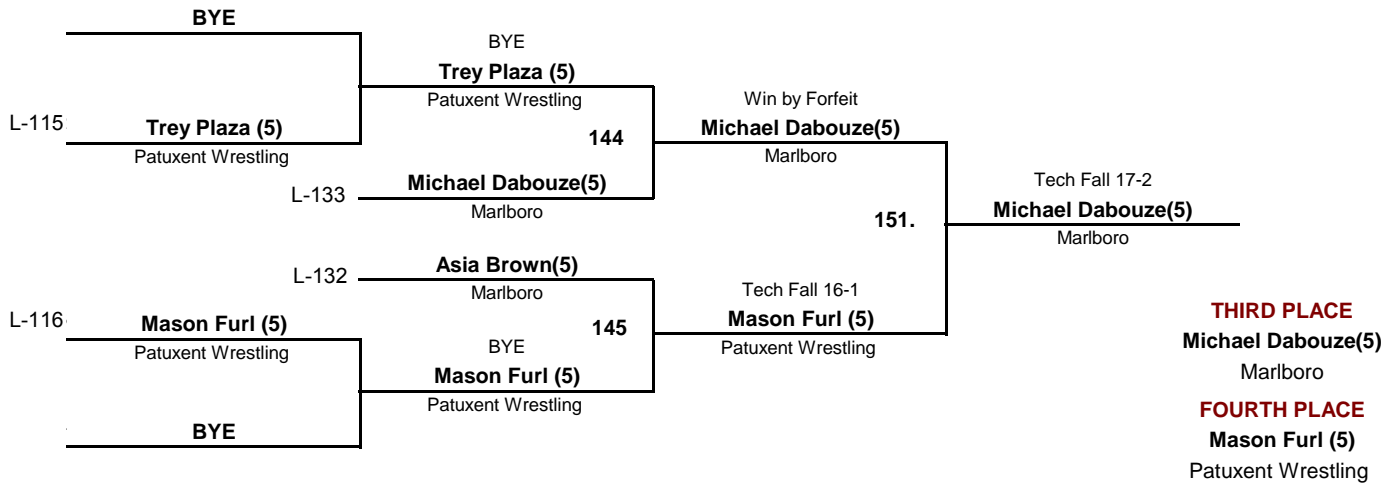 BYE
BYE
Trey Plaza (5)
Patuxent Wrestling
L-115
Trey Plaza (5)
Patuxent Wrestling
144
Win by Forfeit
Michael Dabouze(5)
Marlboro
L-133
Michael Dabouze(5)
Marlboro
151.
Tech Fall 17-2
Michael Dabouze(5)
Marlboro
L-132
Asia Brown(5)
Marlboro
L-116
Mason Furl (5)
Patuxent Wrestling
145
Tech Fall 16-1
Mason Furl (5)
Patuxent Wrestling
BYE
Mason Furl (5)
Patuxent Wrestling
BYE
THIRD PLACE
Michael Dabouze(5)
Marlboro
FOURTH PLACE
Mason Furl (5)
Patuxent Wrestling